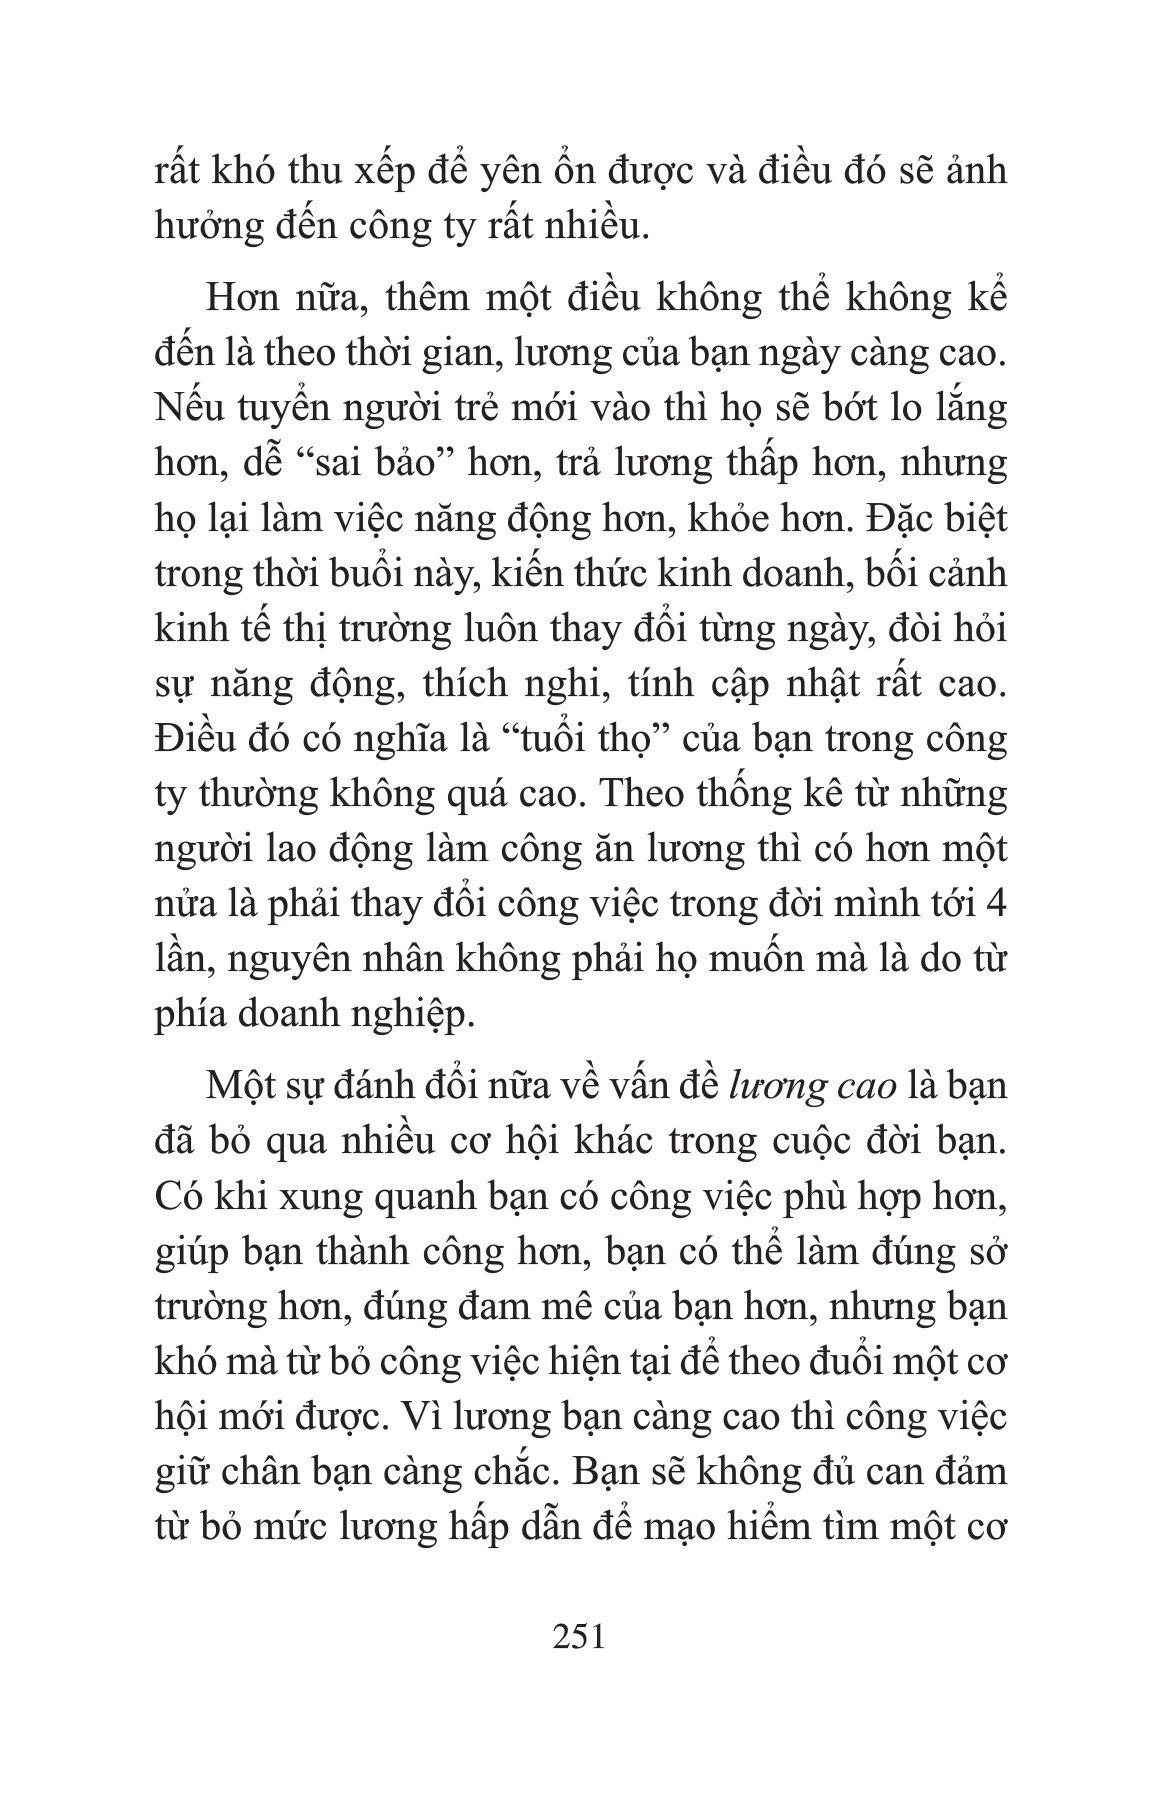 rất khó thu xếp để yên ổn được và điều đó sẽ ảnh
hưởng đến công ty rất nhiều.
Hơn nữa, thêm một điều không thể không kể
đến là theo thời gian, lương của bạn ngày càng cao.
Nếu tuyển người trẻ mới vào thì họ sẽ bớt lo lắng
hơn, dễ “sai bảo” hơn, trả lương thấp hơn, nhưng
họ lại làm việc năng động hơn, khỏe hơn. Đặc biệt
trong thời buổi này, kiến thức kinh doanh, bối cảnh
kinh tế thị trường luôn thay đổi từng ngày, đòi hỏi
sự năng động, thích nghi, tính cập nhật rất cao.
Điều đó có nghĩa là “tuổi thọ” của bạn trong công
ty thường không quá cao. Theo thống kê từ những
người lao động làm công ăn lương thì có hơn một
nửa là phải thay đổi công việc trong đời mình tới 4
lần, nguyên nhân không phải họ muốn mà là do từ
phía doanh nghiệp.
Một sự đánh đổi nữa về vấn đề lương cao là bạn
đã bỏ qua nhiều cơ hội khác trong cuộc đời bạn.
Có khi xung quanh bạn có công việc phù hợp hơn,
giúp bạn thành công hơn, bạn có thể làm đúng sở
trường hơn, đúng đam mê của bạn hơn, nhưng bạn
khó mà từ bỏ công việc hiện tại để theo đuổi một cơ
hội mới được. Vì lương bạn càng cao thì công việc
giữ chân bạn càng chắc. Bạn sẽ không đủ can đảm
từ bỏ mức lương hấp dẫn để mạo hiểm tìm một cơ
251